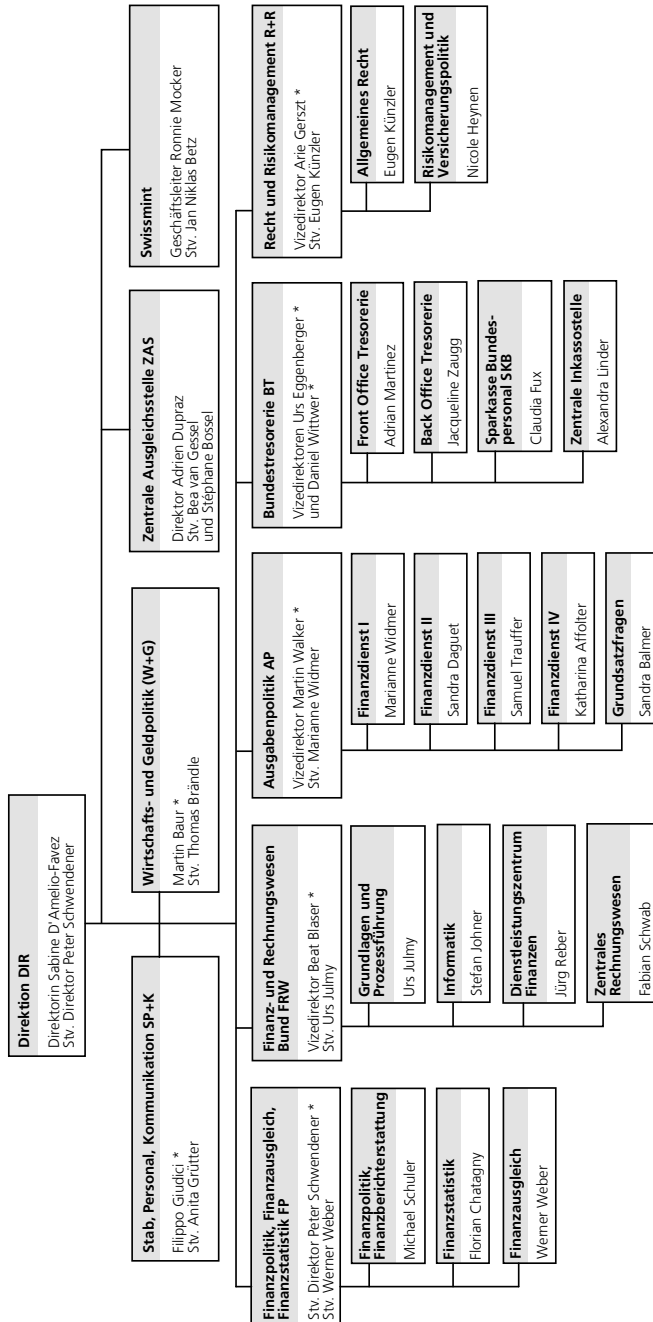 Direktion DIR
Direktorin Sabine D'Amelio-Favez
Stv. Direktor Peter Schwendener
Stab, Personal, Kommunikation SP+K
Filippo Giudici *
Stv. Anita Grütter
Wirtschafts- und Geldpolitik (W+G)
Martin Baur *
Stv. Thomas Brändle
Zentrale Ausgleichsstelle ZAS
Direktor Adrien Dupraz
Stv. Bea van Gessel
und Stéphane Bossel
Swissmint
Geschäftsleiter Ronnie Mocker
Stv. Jan Niklas Betz
Finanzpolitik, Finanzausgleich,
Finanzstatistik FP
Stv. Direktor Peter Schwendener *
Stv. Werner Weber
Finanzpolitik,
Finanzberichterstattung
Michael Schuler
Finanzstatistik
Florian Chatagny
Finanzausgleich
Werner Weber
Finanz- und Rechnungswesen
Bund FRW
Vizedirektor Beat Blaser *
Stv. Urs Julmy
Grundlagen und
Prozessführung
Urs Julmy
Informatik
Stefan Johner
Dienstleistungszentrum
Finanzen
Jürg Reber
Zentrales
Rechnungswesen
Fabian Schwab
Ausgabenpolitik AP
Vizedirektor Martin Walker *
Stv. Marianne Widmer
Finanzdienst I
Marianne Widmer
Finanzdienst II
Sandra Daguet
Finanzdienst III
Samuel Trauffer
Finanzdienst IV
Katharina Affolter
Grundsatzfragen
Sandra Balmer
Bundestresorerie BT
Vizedirektoren Urs Eggenberger *
und Daniel Wittwer *
Front Office Tresorerie
Adrian Martinez
Back Office Tresorerie
Jacqueline Zaugg
Sparkasse Bundes-
personal SKB
Claudia Fux
Zentrale Inkassostelle
Alexandra Linder
Recht und Risikomanagement R+R
Vizedirektor Arie Gerszt *
Stv. Eugen Künzler
Allgemeines Recht
Eugen Künzler
Risikomanagement und
Versicherungspolitik
Nicole Heynen